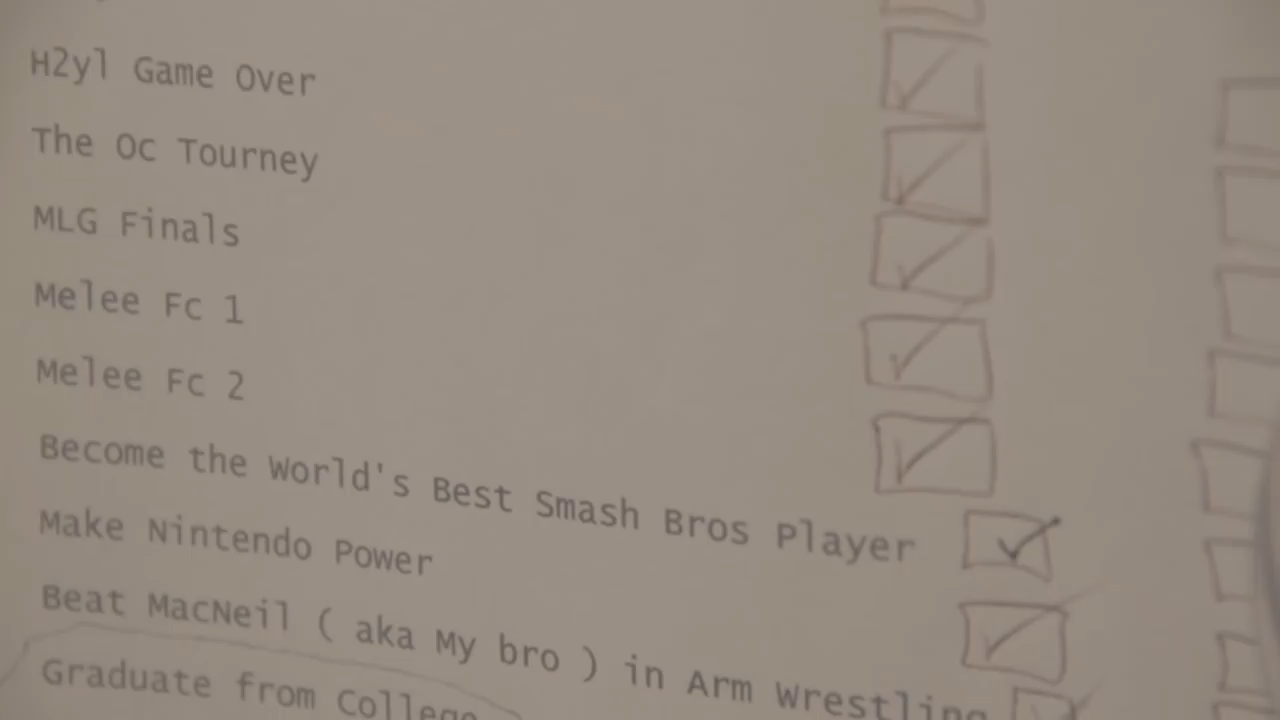 H2yl Game Over
The Oc Tourney
MLG Finals
Melee Fc 1
Melee Fc 2
Become the World's Best Smash Bros Player
Make Nintendo Power
Beat MacNeil ( aka My bro ) in Arm Wrestling
Graduate from College